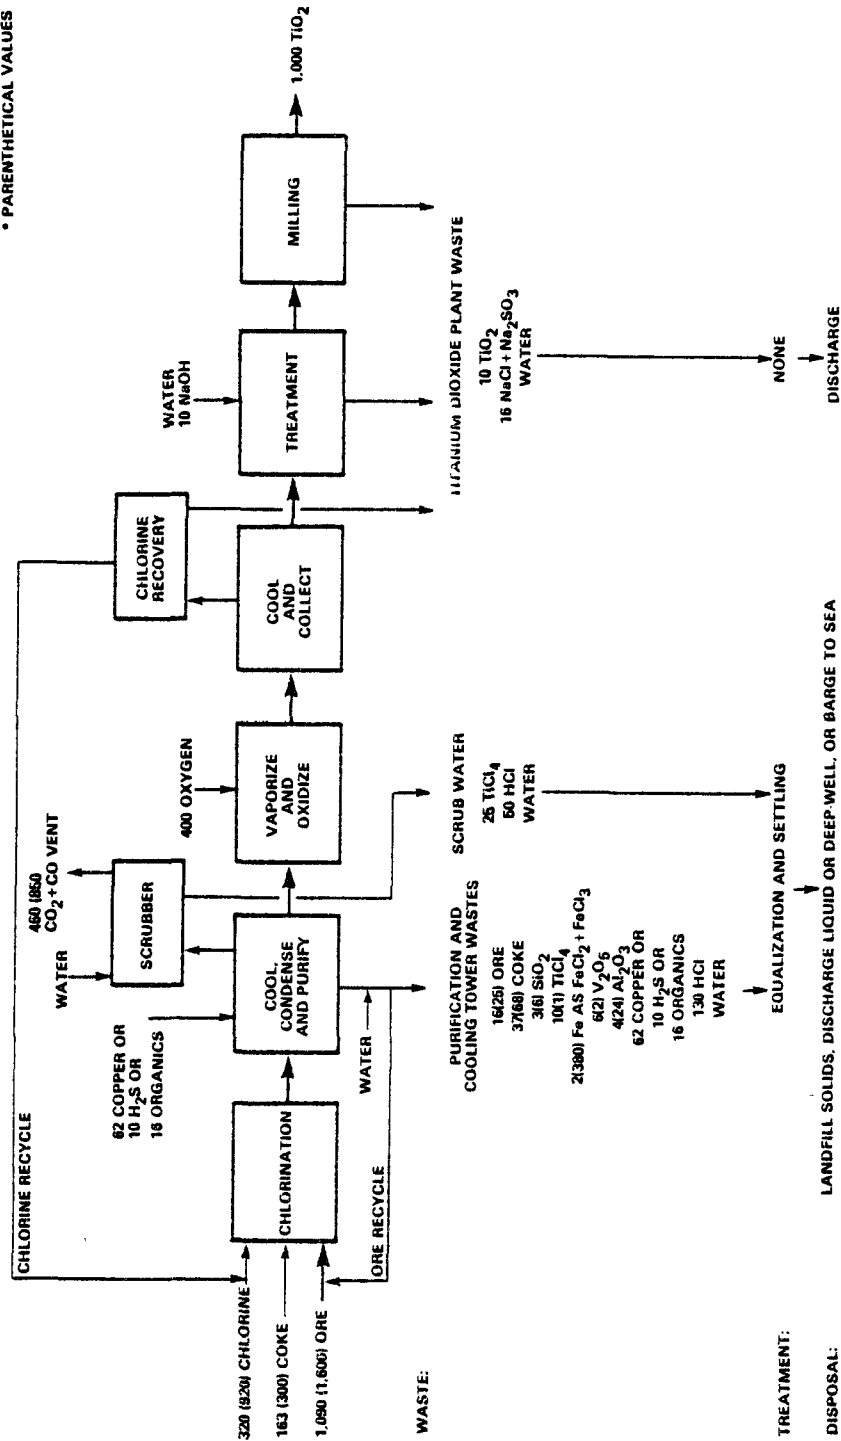 • PARENTHETICAL VALUES
CHLORINE RECYCLE
460 (860
CO2 + CO VENT
WATER
SCRUBBER
62 COPPER OR
10 H2S OR
16 ORGANICS
CHLORINE
RECOVERY
WATER
10 NaOH
400 OXYGEN
320 (920) CHLORINE
163 (300) COKE
1,090 (1,600) ORE
CHLORINATION
COOL,
CONDENSE
AND PURIFY
VAPORIZE
AND
OXIDIZE
COOL
AND
COLLECT
TREATMENT
MILLING
1,000 TiO2
ORE RECYCLE
WATER
WASTE:
PURIFICATION AND
COOLING TOWER WASTES
16(25) ORE
37(68) COKE
3(6) SiO2
10(1) TiCl4
2(380) Fe AS FeCl2 + FeCl3
6(2) V2O5
4(24) Al2O3
62 COPPER OR
10 H2S OR
16 ORGANICS
130 HCl
WATER
SCRUB WATER
25 TiCl4
50 HCl
WATER
TITANIUM DIOXIDE PLANT WASTE
10 TiO2
16 NaCl + Na2SO3
WATER
TREATMENT:
EQUALIZATION AND SETTLING
NONE
DISPOSAL:
LANDFILL SOLIDS, DISCHARGE LIQUID OR DEEP-WELL, OR BARGE TO SEA
DISCHARGE